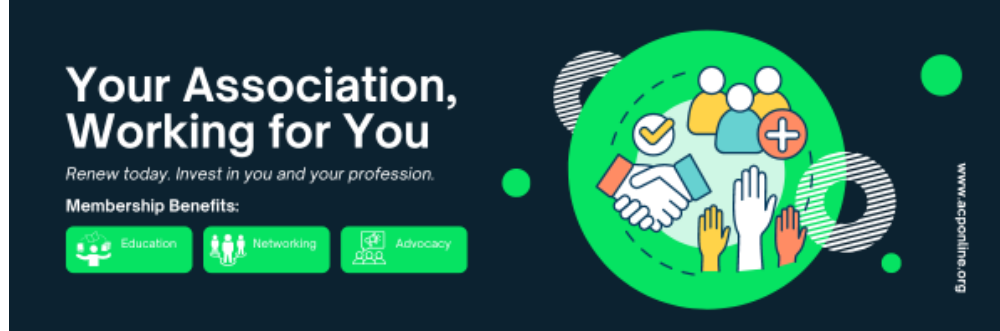 Your Association,
Working for You
Renew today. Invest in you and your profession.
Membership Benefits:
Education
Networking
Advocacy
www.acponline.org